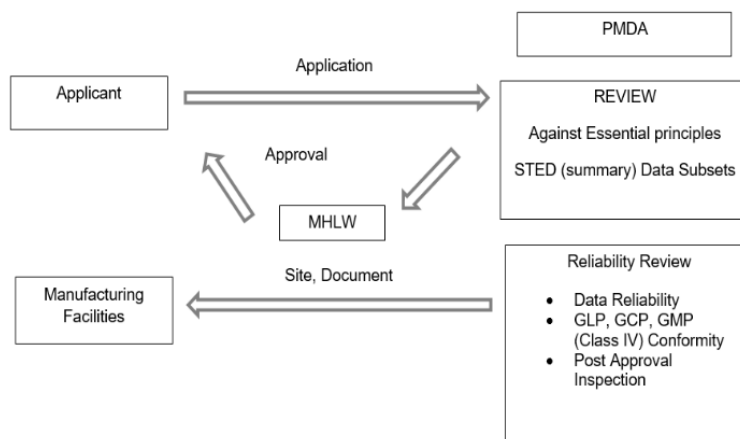 PMDA
Application
Applicant
REVIEW
Against Essential principles
STED (summary) Data Subsets
Approval
MHLW
Site, Document
Manufacturing
Facilities
Reliability Review
• Data Reliability
• GLP, GCP, GMP
(Class IV) Conformity
• Post Approval
Inspection